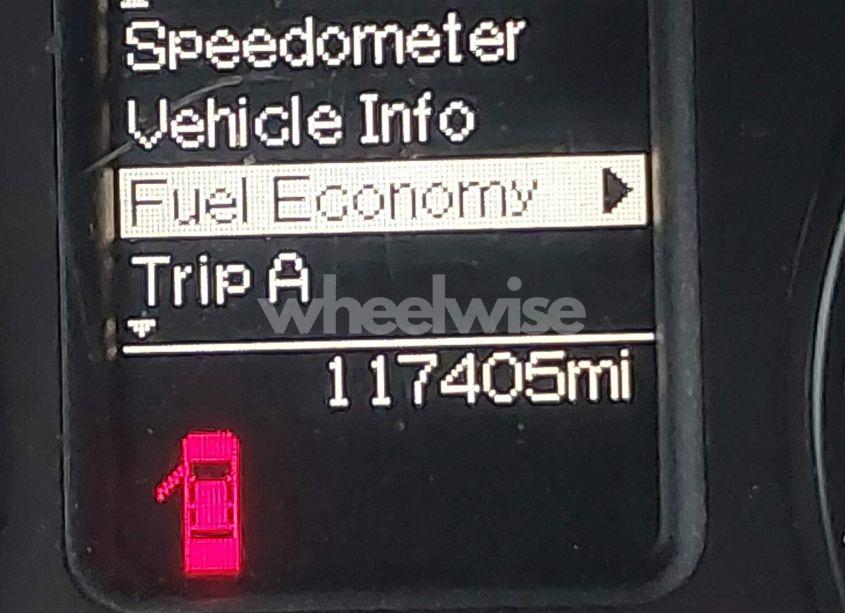 Speedometer
Vehicle Info
Fuel Economy
Trip A
wheelwise
117405mi